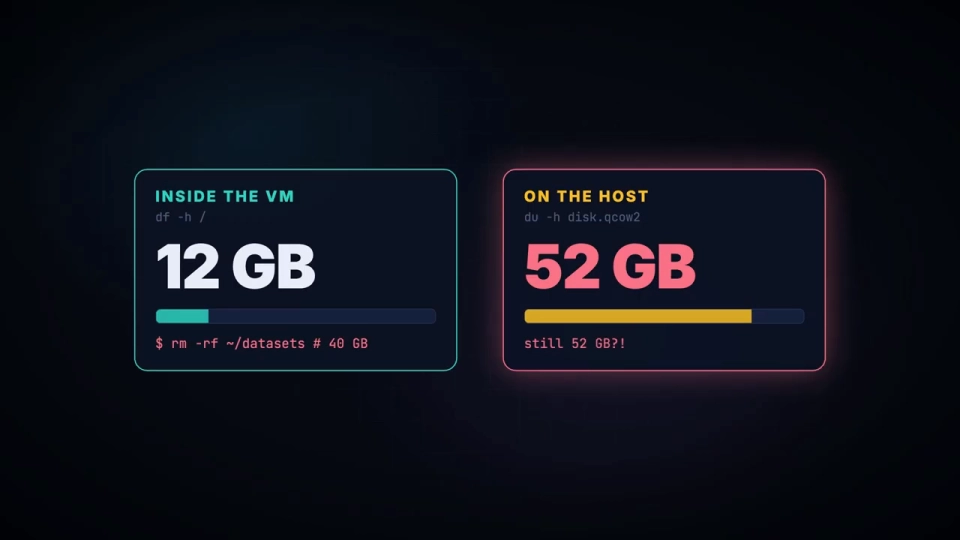 INSIDE THE VM
df -h /
12 GB
$ rm -rf ~/datasets # 40 GB
ON THE HOST
du -h disk.qcow2
52 GB
still 52 GB?!